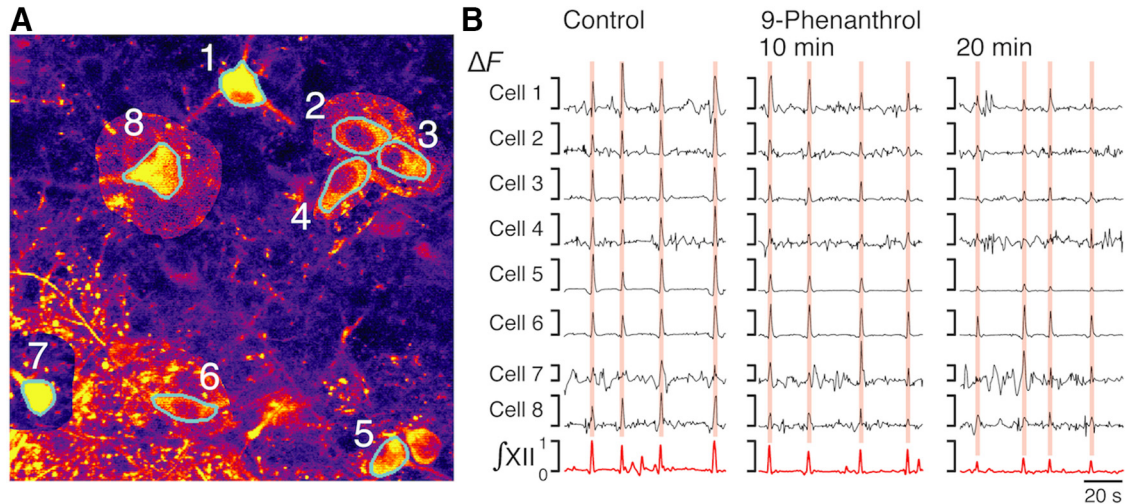 A
1
2
3
8
4
7
6
5
B
Control
9-Phenanthrol
10 min
20 min
ΔF
Cell 1
Cell 2
Cell 3
Cell 4
Cell 5
Cell 6
Cell 7
Cell 8
∫XII 1
0
20 s